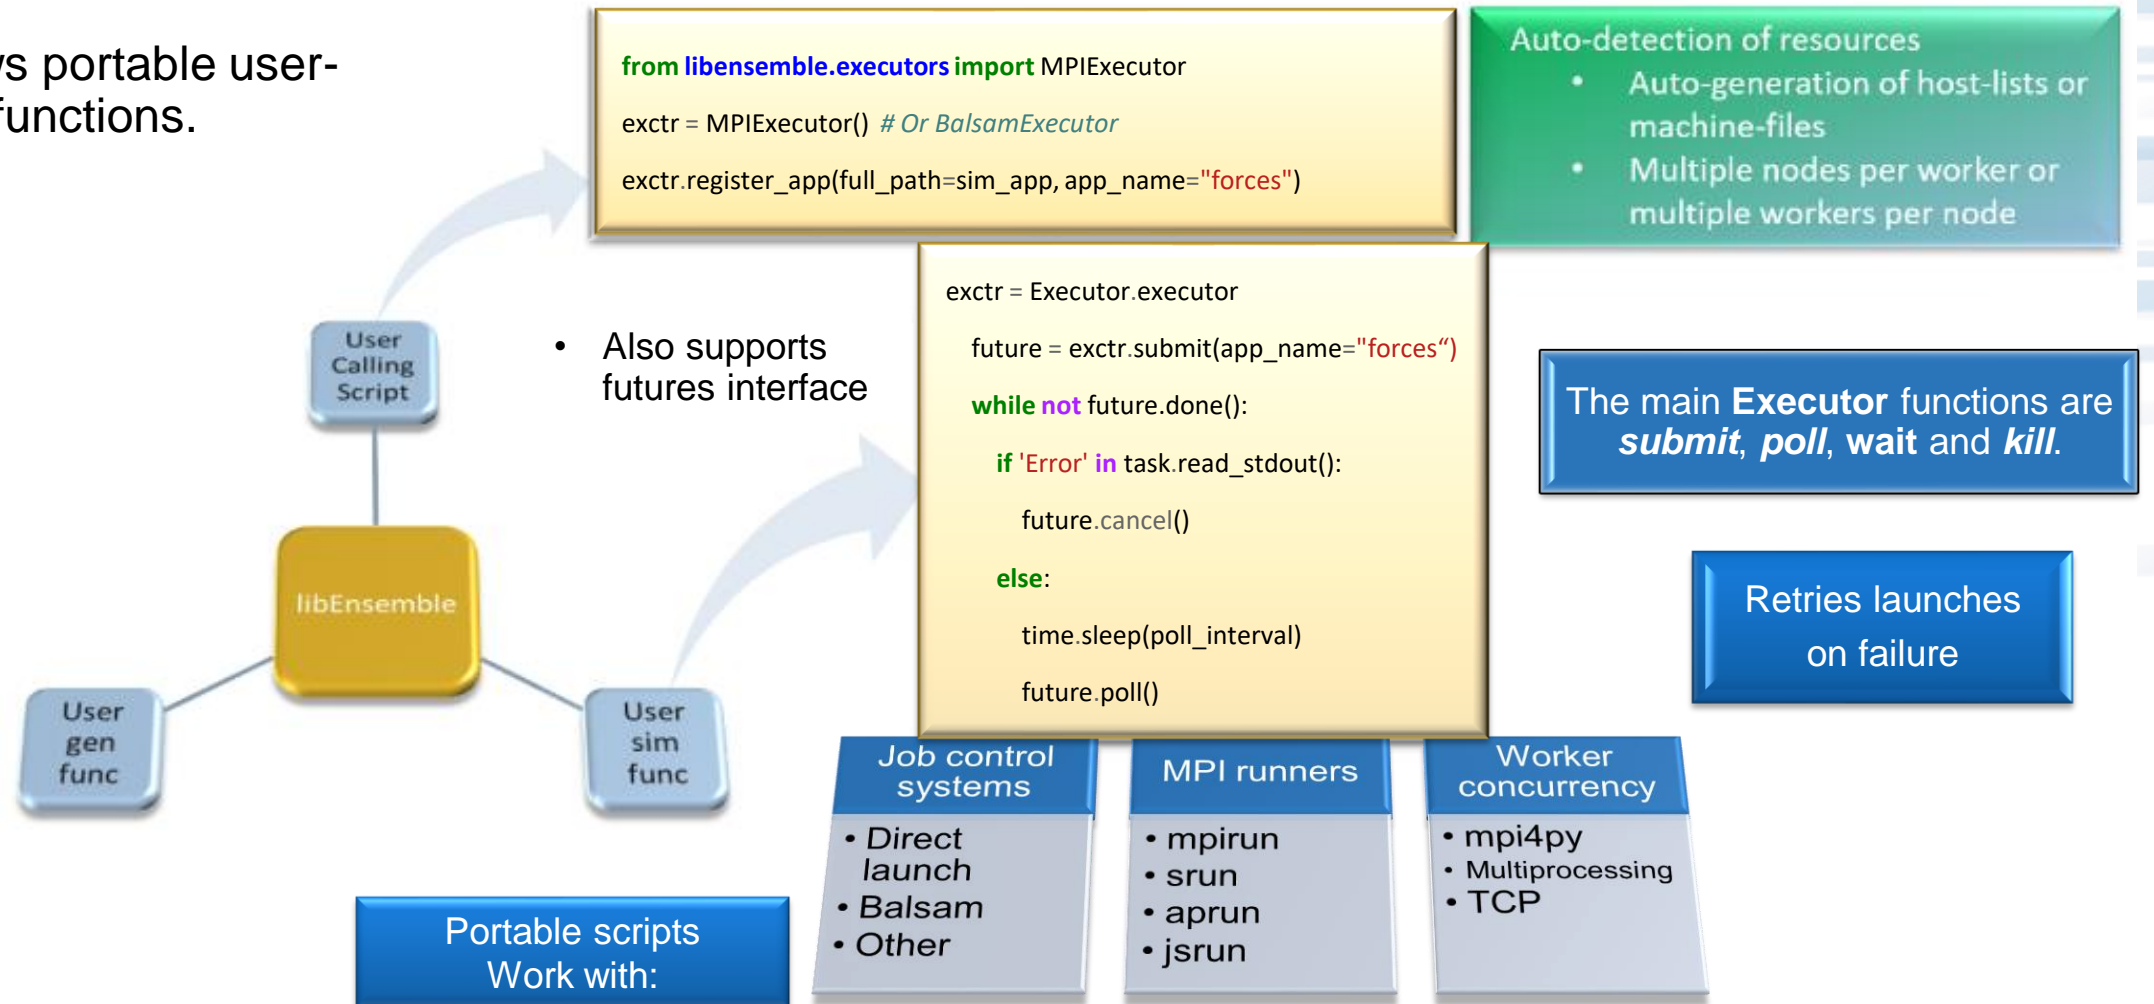 ws portable user-
functions.
from libensemble.executors import MPIExecutor
exctr = MPIExecutor() # Or BalsamExecutor
exctr.register_app(full_path=sim_app, app_name="forces")
Auto-detection of resources
• Auto-generation of host-lists or
machine-files
• Multiple nodes per worker or
multiple workers per node
User
Calling
Script
• Also supports
futures interface
exctr = Executor.executor
future = exctr.submit(app_name="forces“)
while not future.done():
if 'Error' in task.read_stdout():
future.cancel()
else:
time.sleep(poll_interval)
future.poll()
The main Executor functions are
submit, poll, wait and kill.
Retries launches
on failure
libEnsemble
User
gen
func
User
sim
func
Job control
systems
• Direct
launch
• Balsam
• Other
MPI runners
• mpirun
• srun
• aprun
• jsrun
Worker
concurrency
• mpi4py
• Multiprocessing
• TCP
Portable scripts
Work with: